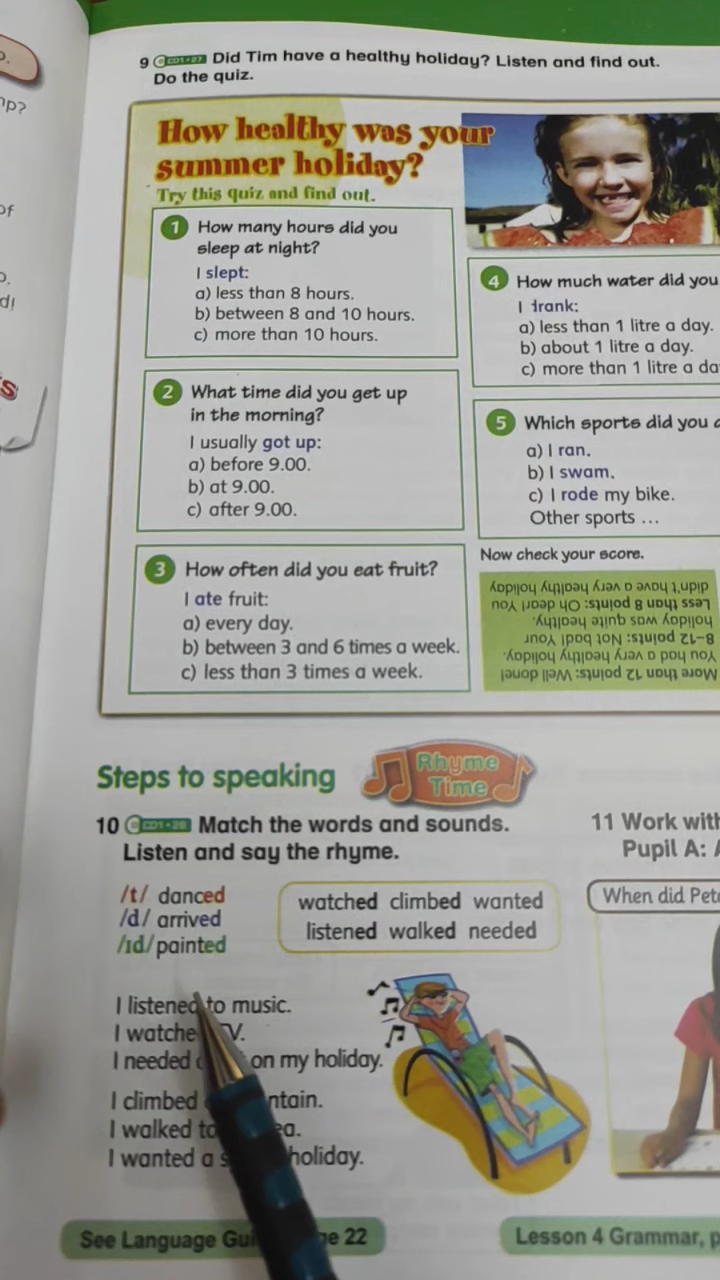 9 CD1•27 Did Tim have a healthy holiday? Listen and find out.
Do the quiz.
How healthy was your
summer holiday?
Try this quiz and find out.
1 How many hours did you
sleep at night?
I slept:
a) less than 8 hours.
b) between 8 and 10 hours.
c) more than 10 hours.
2 What time did you get up
in the morning?
I usually got up:
a) before 9.00.
b) at 9.00.
c) after 9.00.
3 How often did you eat fruit?
I ate fruit:
a) every day.
b) between 3 and 6 times a week.
c) less than 3 times a week.
4 How much water did you
I drank:
a) less than 1 litre a day.
b) about 1 litre a day.
c) more than 1 litre a
5 Which sports did you
a) I ran.
b) I swam.
c) I rode my bike.
Other sports ...
Now check your score.
More than 12 points: Well done!
You had a very healthy holiday.
8–12 points: Not bad! Your
holiday was quite healthy.
Less than 8 points: Oh dear! You
didn't have a very healthy holiday
Steps to speaking
Rhyme
Time
10 CD1•28 Match the words and sounds.
Listen and say the rhyme.
/t/ danced
/d/ arrived
/ɪd/ painted
watched climbed wanted
listened walked needed
I listened to music.
I TV.
I needed on my holiday.
I climbed
I walked
I wanted a holiday.
See Language 22
11 Work with
Pupil A:
When did
Lesson 4 Grammar,
of